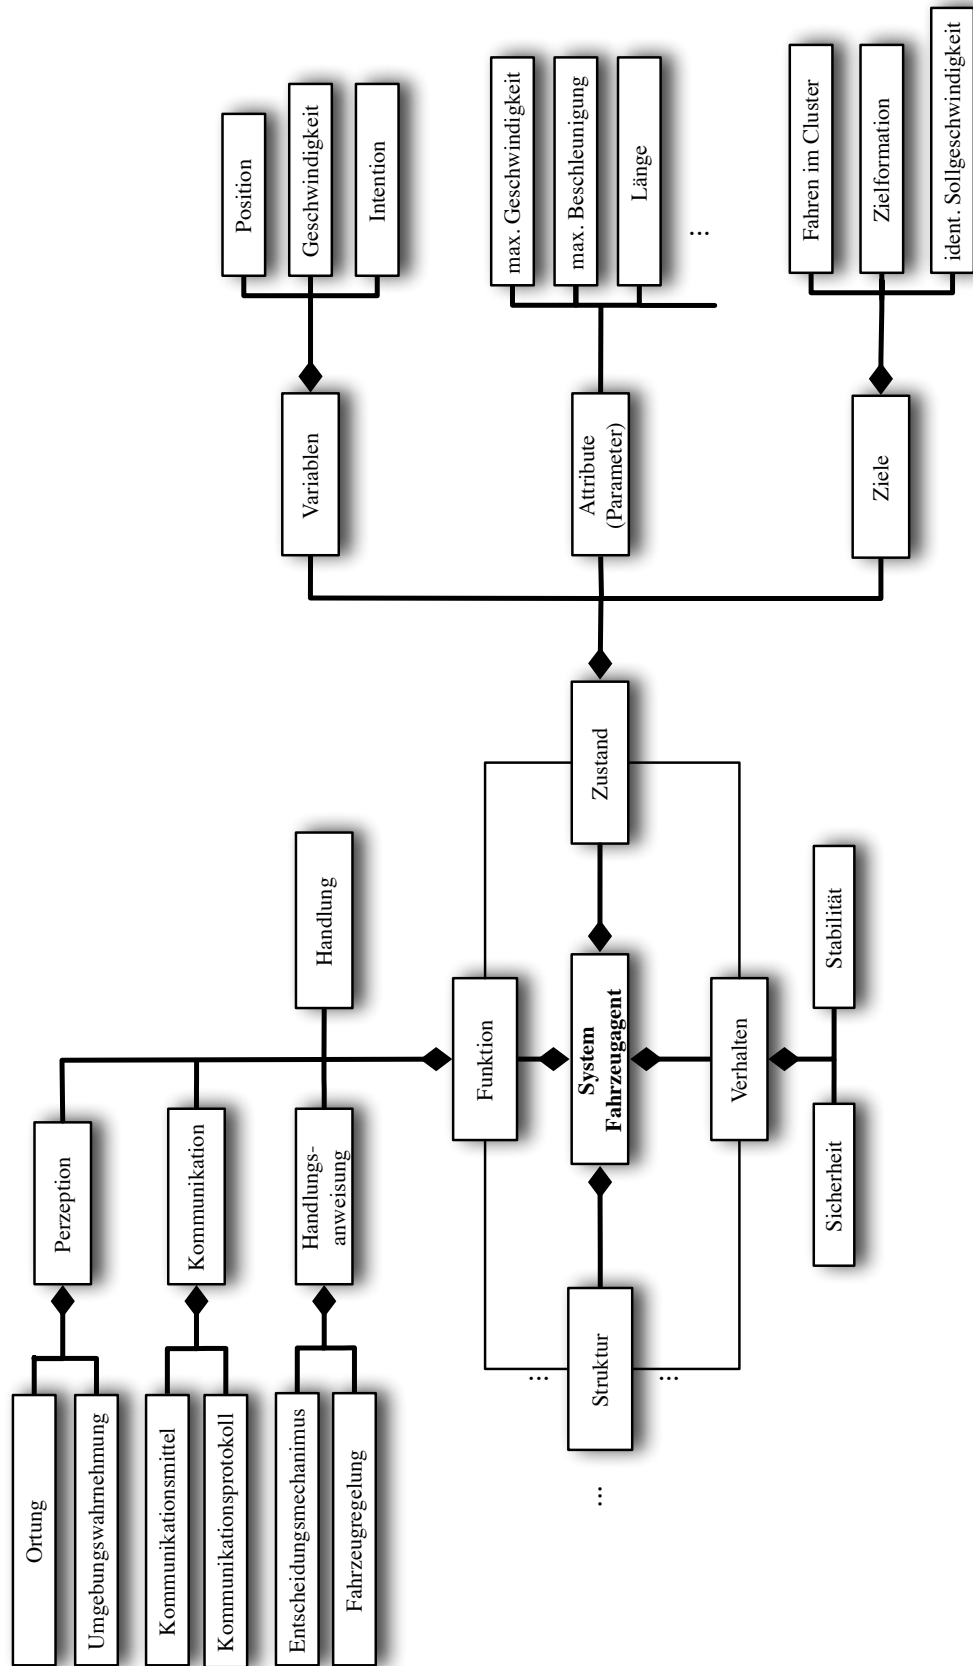 Ortung
Umgebungswahrnehmung
Kommunikationsmittel
Kommunikationsprotokoll
Entscheidungsmechanimus
Fahrzeugregelung
Perzeption
Kommunikation
Handlungs-
anweisung
Handlung
...
Struktur
...
...
Funktion
System
Fahrzeugagent
Verhalten
Sicherheit
Stabilität
Zustand
Variablen
Attribute
(Parameter)
Ziele
Position
Geschwindigkeit
Intention
max. Geschwindigkeit
max. Beschleunigung
Länge
...
Fahren im Cluster
Zielformation
ident. Sollgeschwindigkeit